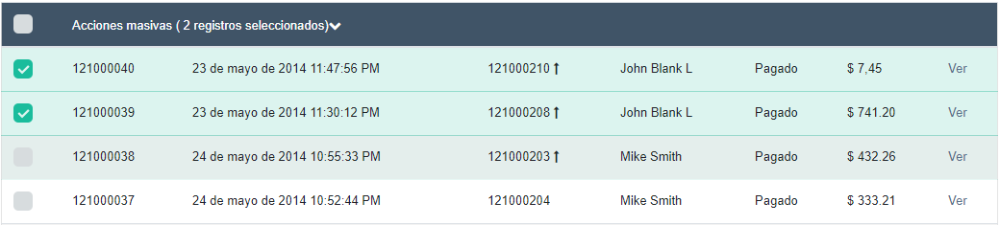 Acciones masivas ( 2 registros seleccionados)
121000040 23 de mayo de 2014 11:47:56 PM 121000210 John Blank L Pagado $ 7,45 Ver
121000039 23 de mayo de 2014 11:30:12 PM 121000208 John Blank L Pagado $ 741.20 Ver
121000038 24 de mayo de 2014 10:55:33 PM 121000203 Mike Smith Pagado $ 432.26 Ver
121000037 24 de mayo de 2014 10:52:44 PM 121000204 Mike Smith Pagado $ 333.21 Ver